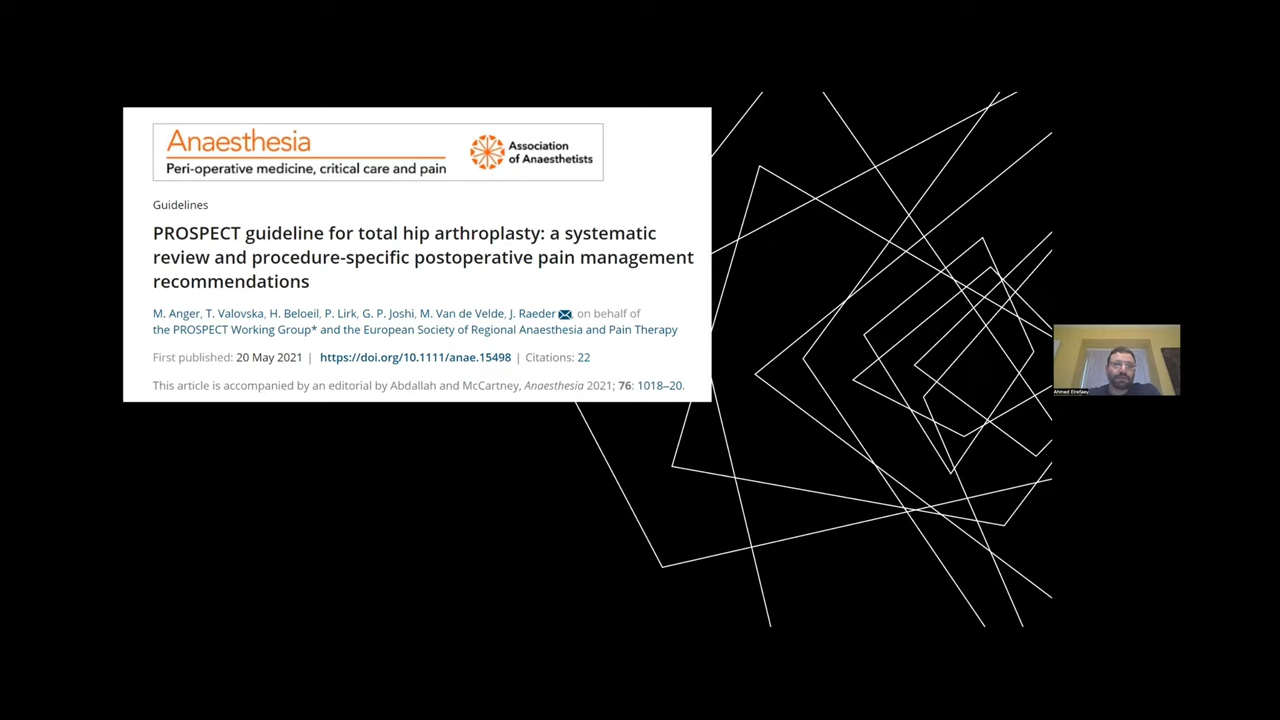 Anaesthesia
Peri-operative medicine, critical care and pain
Association
of Anaesthetists
Guidelines
PROSPECT guideline for total hip arthroplasty: a systematic
review and procedure-specific postoperative pain management
recommendations
M. Anger, T. Valovska, H. Beloeil, P. Lirk, G. P. Joshi, M. Van de Velde, J. Raeder, on behalf of
the PROSPECT Working Group* and the European Society of Regional Anaesthesia and Pain Therapy
First published: 20 May 2021 | https://doi.org/10.1111/anae.15498 | Citations: 22
This article is accompanied by an editorial by Abdallah and McCartney, Anaesthesia 2021; 76: 1018–20.
Ahmed Elrefaey